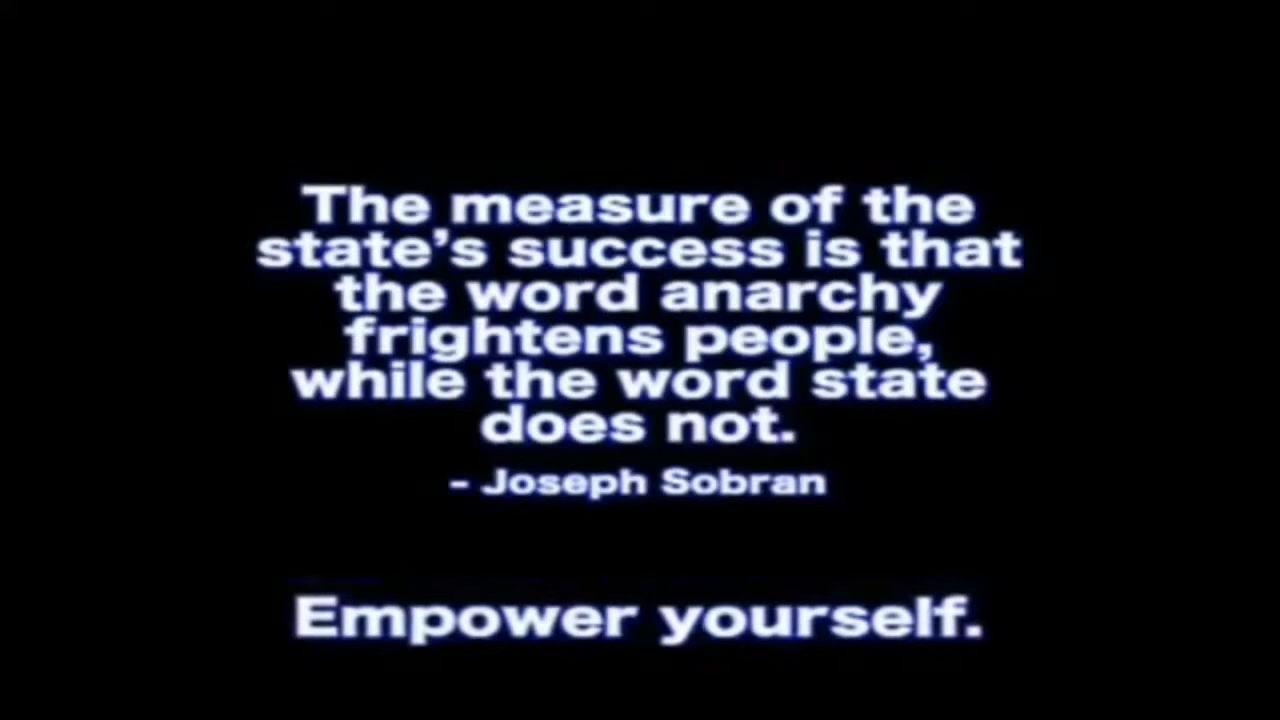 The measure of the
state’s success is that
the word anarchy
frightens people,
while the word state
does not.
– Joseph Sobran
Empower yourself.